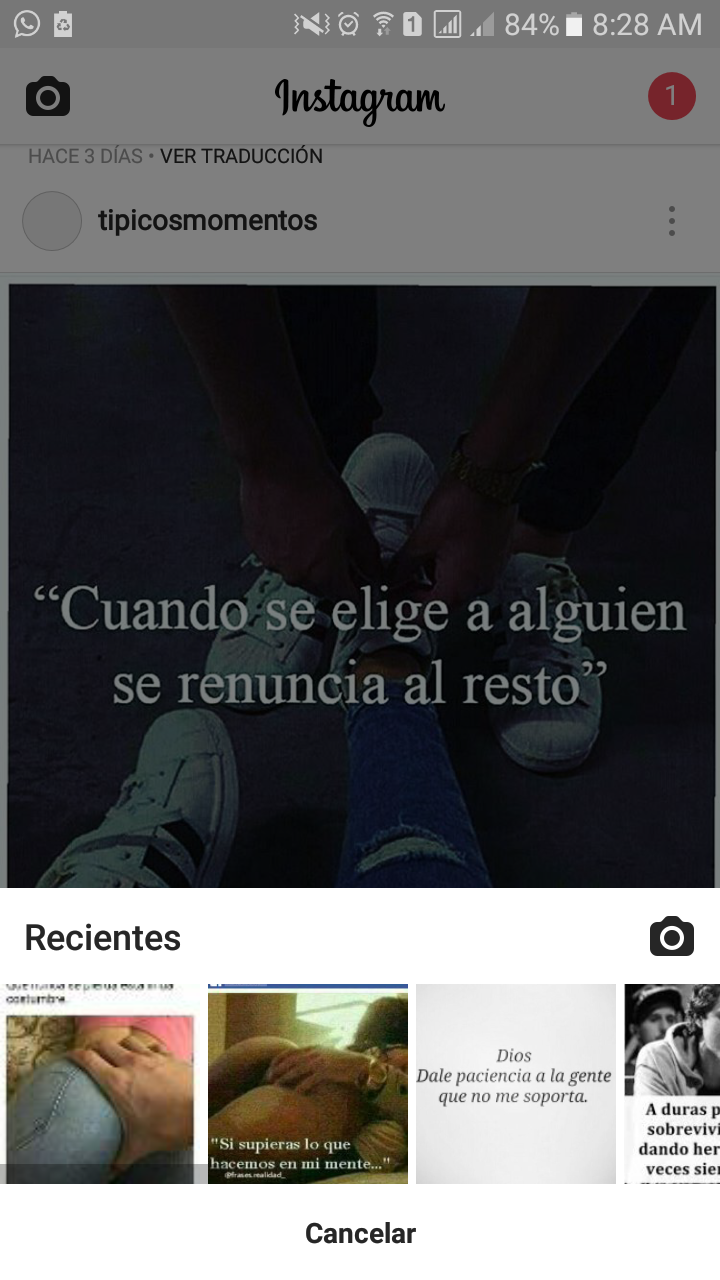 1 84% 8:28 AM
Instagram
1
HACE 3 DÍAS • VER TRADUCCIÓN
tipicosmomentos
“Cuando se elige a alguien
se renuncia al resto”
Recientes
costumbre.
"Si supieras lo que
hacemos en mi mente..."
@frases.realidad_
Dios
Dale paciencia a la gente
que no me soporta.
A duras p
sobrevivi
dando her
veces sien
Cancelar